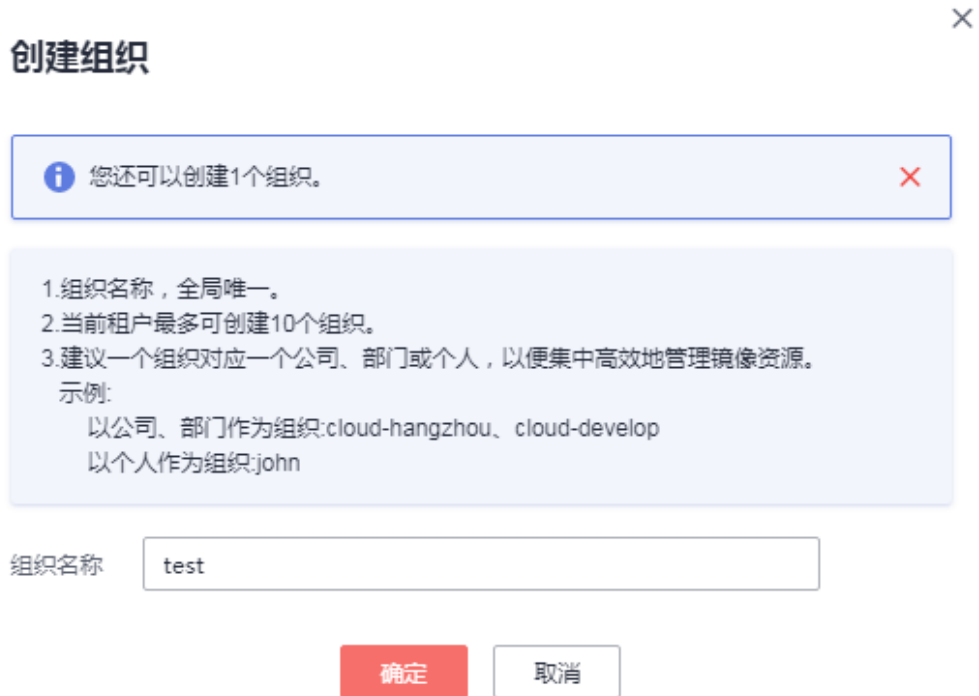 创建组织
您还可以创建1个组织。
1.组织名称，全局唯一。
2.当前租户最多可创建10个组织。
3.建议一个组织对应一个公司、部门或个人，以便集中高效地管理镜像资源。
示例:
以公司、部门作为组织:cloud-hangzhou、cloud-develop
以个人作为组织:john
组织名称 test
确定 取消